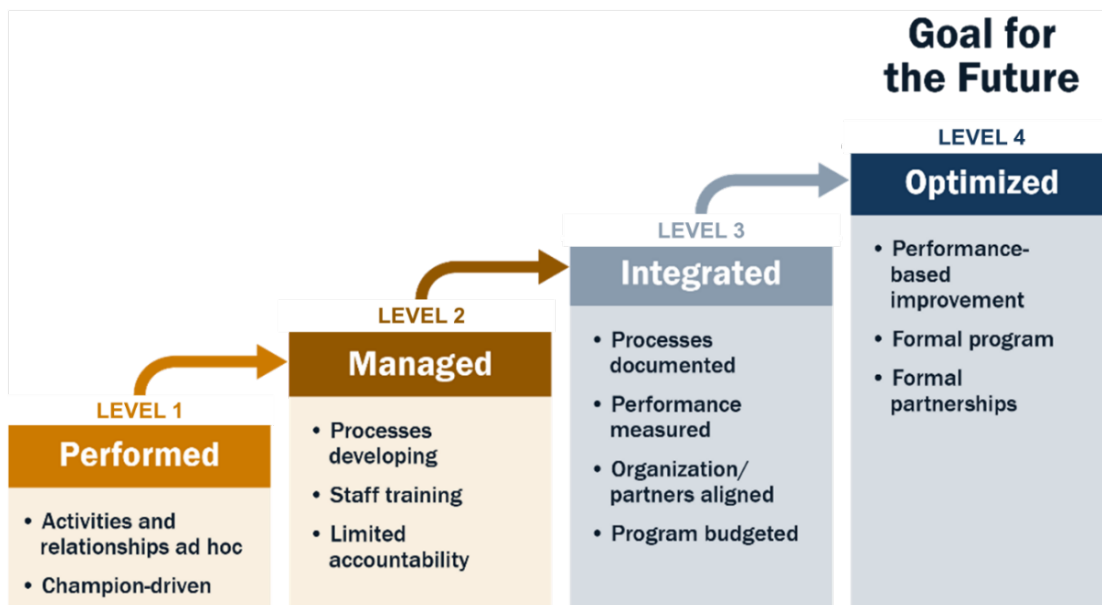 Goal for
the Future
LEVEL 4
Optimized
• Performance-
based
improvement
• Formal program
• Formal
partnerships
LEVEL 3
Integrated
• Processes
documented
• Performance
measured
• Organization/
partners aligned
• Program budgeted
LEVEL 2
Managed
• Processes
developing
• Staff training
• Limited
accountability
LEVEL 1
Performed
• Activities and
relationships ad hoc
• Champion-driven